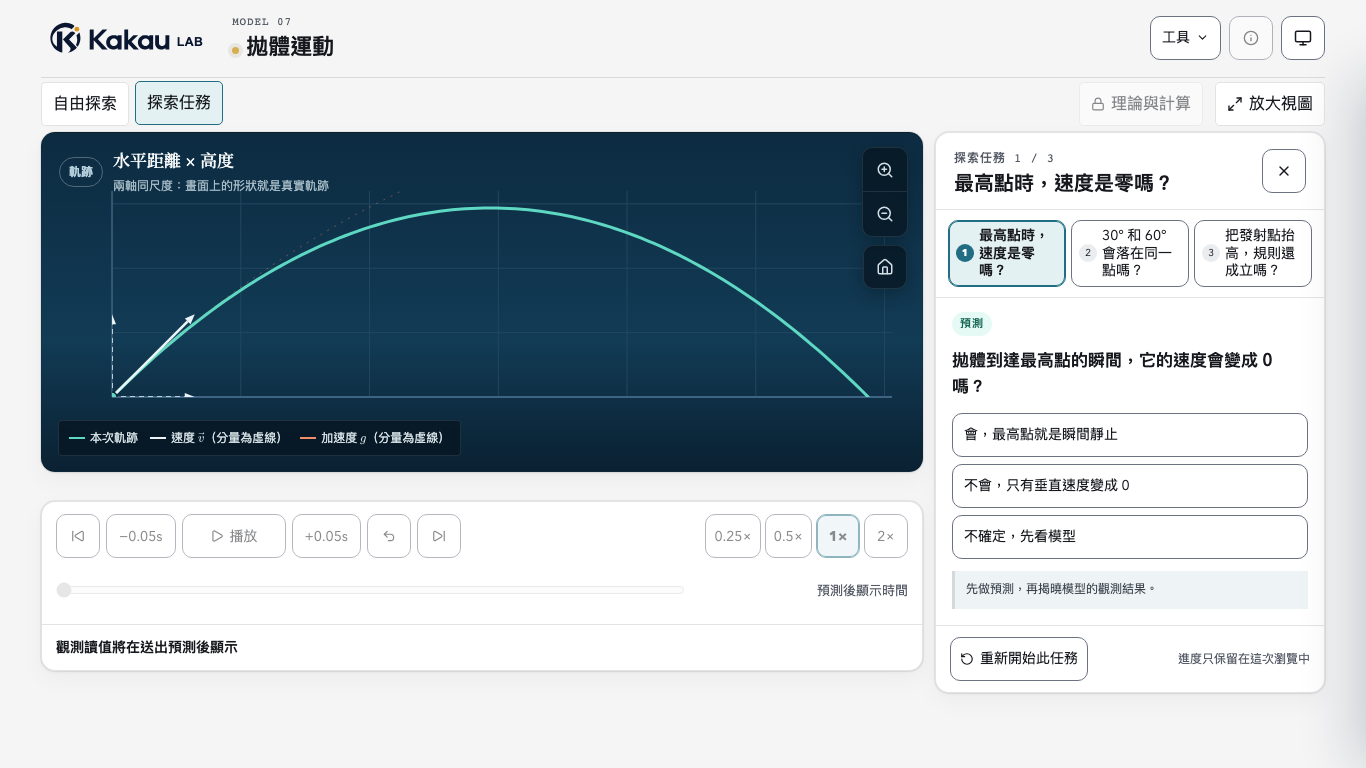 Kakau LAB
MODEL 07
拋體運動
工具
自由探索
探索任務
理論與計算
放大視圖
軌跡
水平距離 × 高度
兩軸同尺度：畫面上的形狀就是真實軌跡
本次軌跡
速度 v⃗（分量為虛線）
加速度 g（分量為虛線）
−0.05s
播放
+0.05s
0.25×
0.5×
1×
2×
預測後顯示時間
觀測讀值將在送出預測後顯示
探索任務 1 / 3
最高點時，速度是零嗎？
1
最高點時，
速度是零
嗎？
2
30° 和 60°
會落在同一
點嗎？
3
把發射點抬
高，規則還
成立嗎？
預測
拋體到達最高點的瞬間，它的速度會變成 0
嗎？
會，最高點就是瞬間靜止
不會，只有垂直速度變成 0
不確定，先看模型
先做預測，再揭曉模型的觀測結果。
重新開始此任務
進度只保留在這次瀏覽中